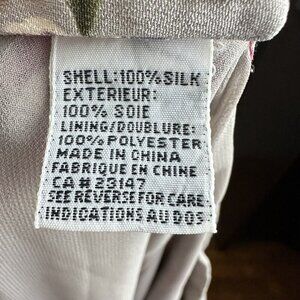 SHELL:100% SILK
EXTERIEUR:
100% SOIE
LINING/DOUBLURE:
100% POLYESTER
MADE IN CHINA
FABRIQUE EN CHINE
CA # 23147
SEE REVERSE FOR CARE
INDICATIONS AU DOS